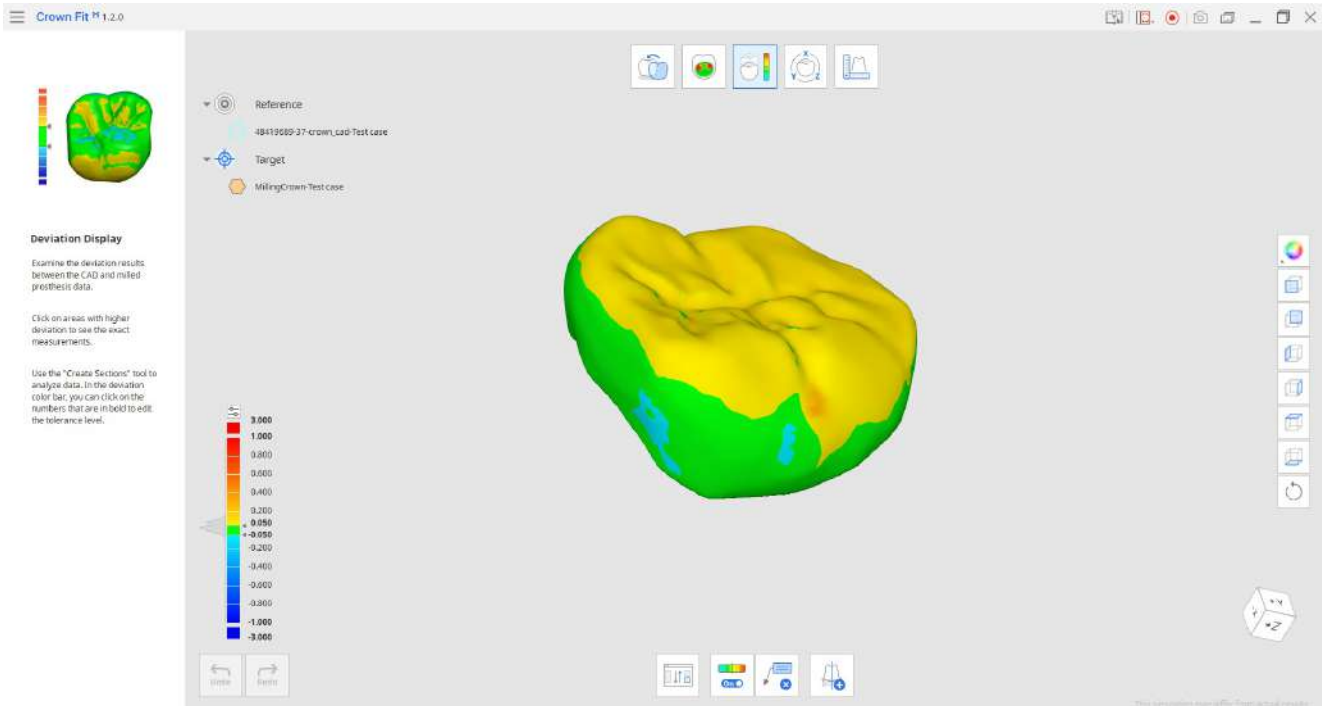 Crown Fit M 1.2.0
Deviation Display
Examine the deviation results
between the CAD and milled
prosthesis data.
Click on areas with higher
deviation to see the exact
measurements.
Use the "Create Sections" tool to
analyze data. In the deviation
color bar, you can click on the
numbers that are in bold to edit
the tolerance level.
Reference
48419689-37-crown_cad-Test case
Target
MillingCrown-Test case
X
Y
Z
3.000
1.000
0.800
0.600
0.400
0.200
0.050
-0.050
-0.200
-0.400
-0.600
-0.800
-1.000
-3.000
Undo
Redo
On
+Z